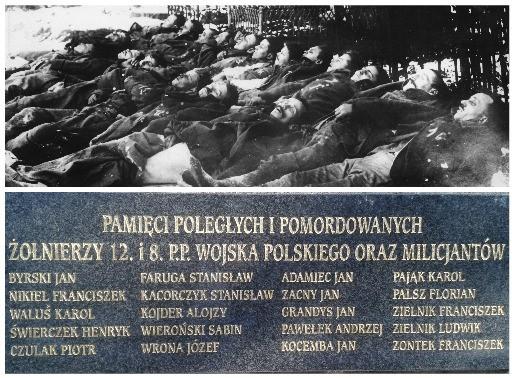 PAMIĘCI POLEGŁYCH I POMORDOWANYCH
ŻOŁNIERZY 12. i 8. P.P. WOJSKA POLSKIEGO ORAZ MILICJANTÓW
BYRSKI JAN FARUGA STANISŁAW ADAMIEC JAN PAJĄK KAROL
NIKIEL FRANCISZEK KACORCZYK STANISŁAW ZACNY JAN PALSZ FLORIAN
WALUŚ KAROL KOJDER ALOJZY GRANDYS JAN ZIELNIK FRANCISZEK
ŚWIERCZEK HENRYK WIEROŃSKI SABIN PAWEŁEK ANDRZEJ ZIELNIK LUDWIK
CZULAK PIOTR WRONA JÓZEF KOCEMBA JAN ŻONTEK FRANCISZEK